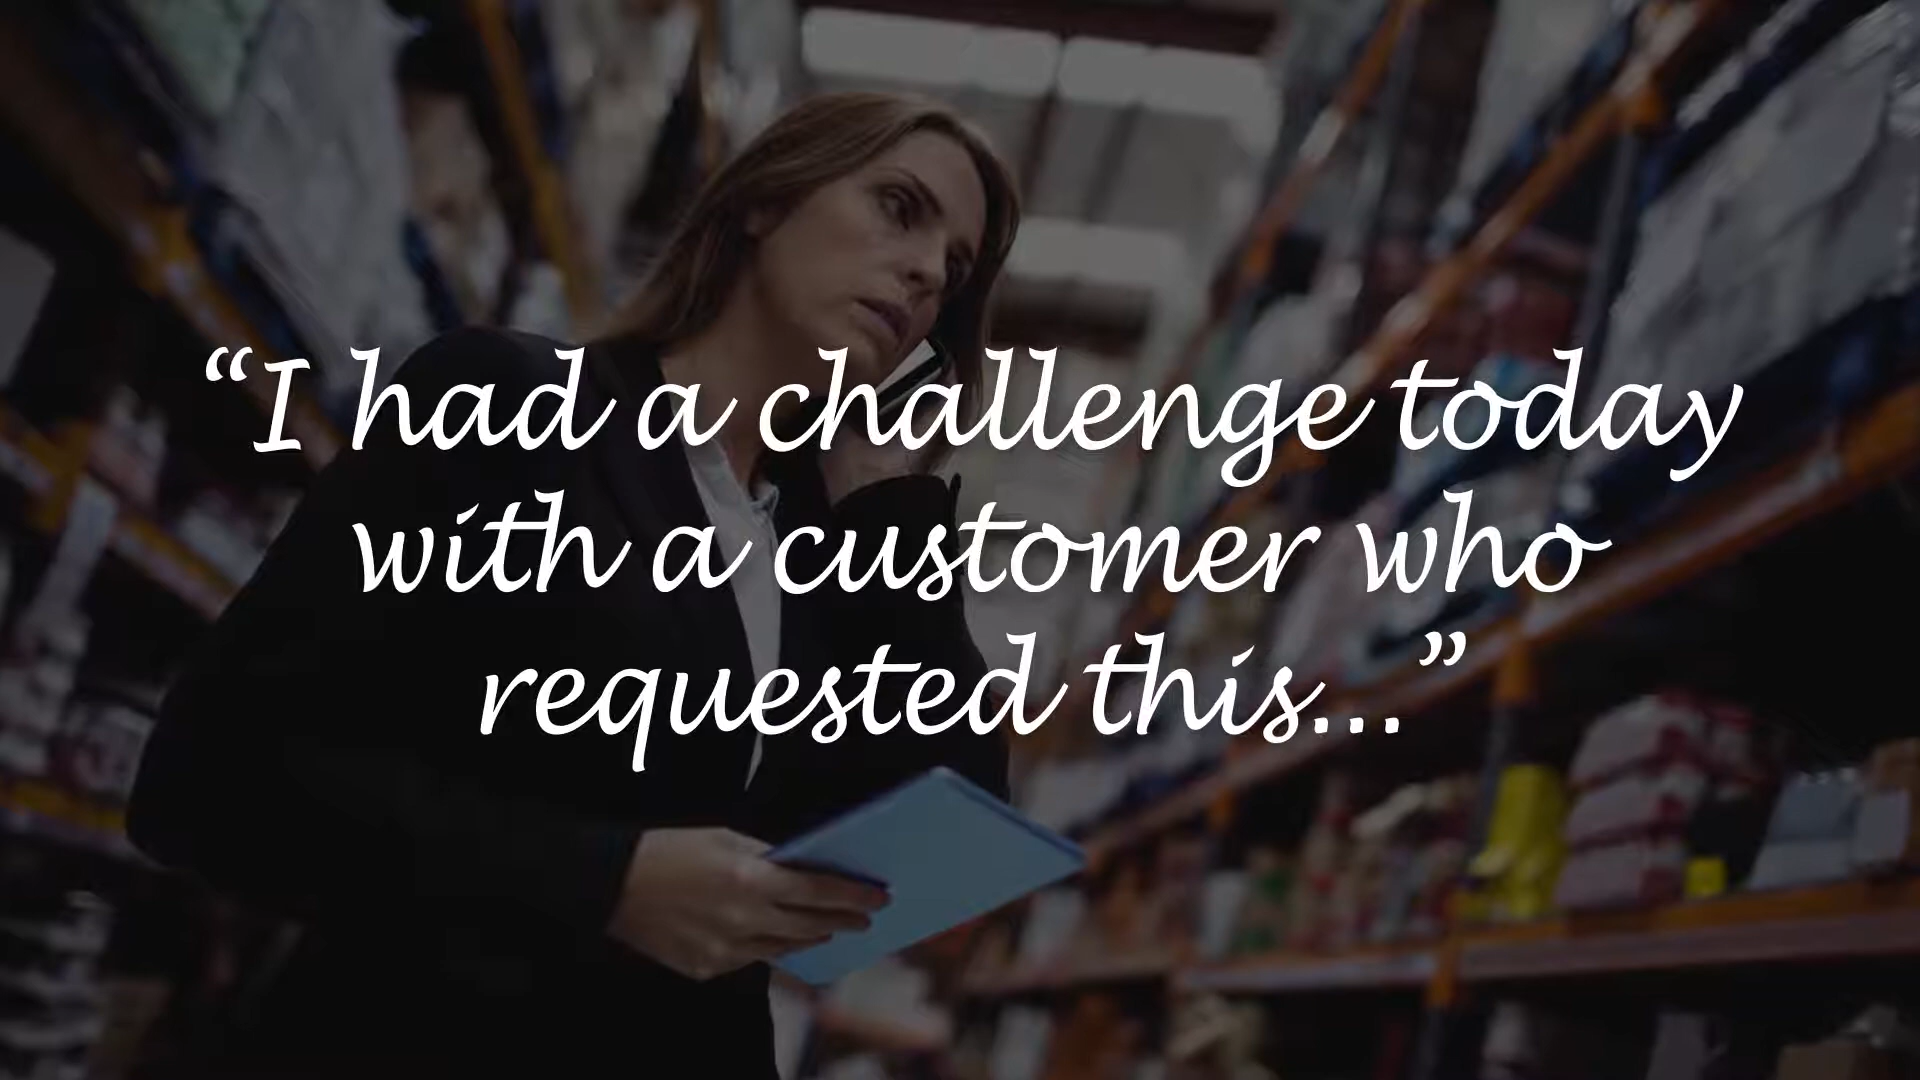 “I had a challenge today
with a customer who
requested this...”